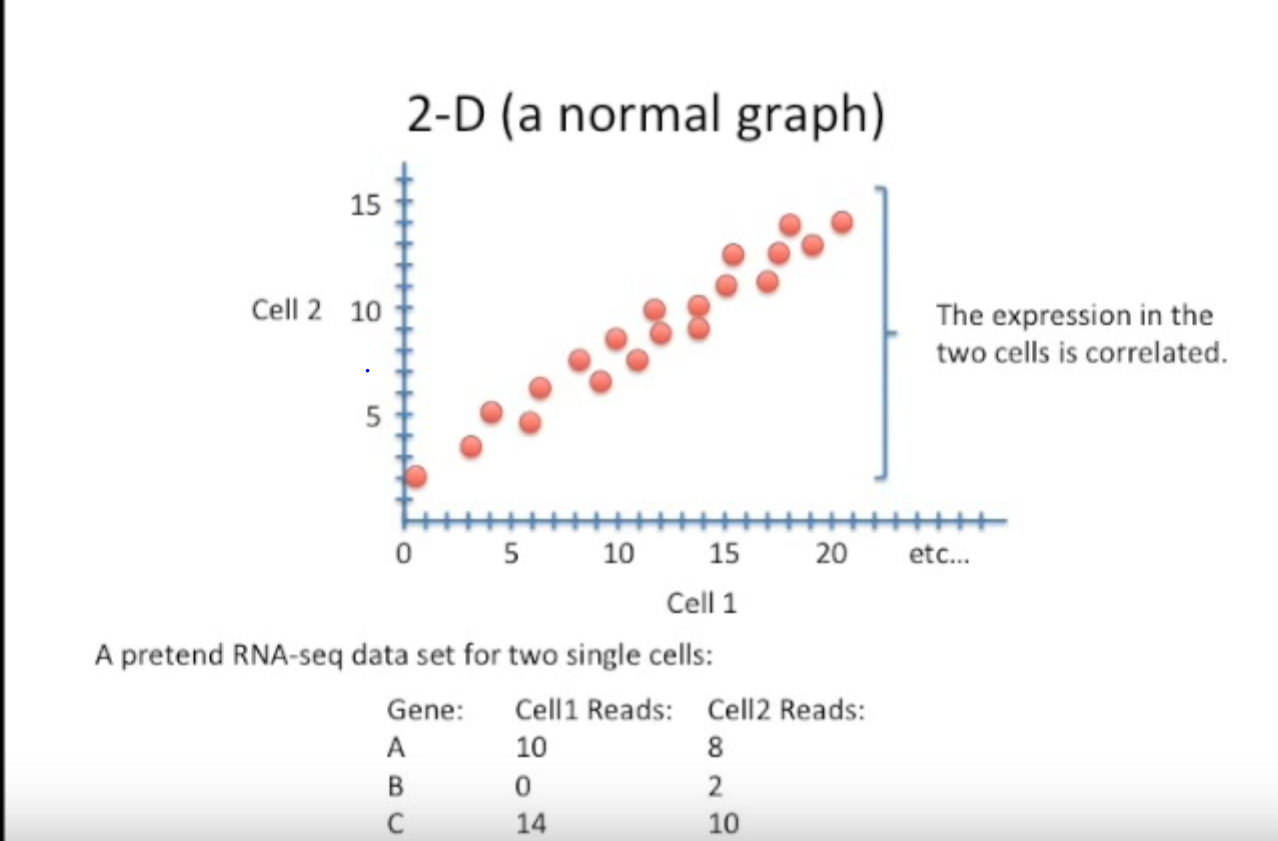 2-D (a normal graph)
15
Cell 2 10
5
The expression in the
two cells is correlated.
0 5 10 15 20 etc...
Cell 1
A pretend RNA-seq data set for two single cells:
Gene: Cell1 Reads: Cell2 Reads:
A 10 8
B 0 2
C 14 10